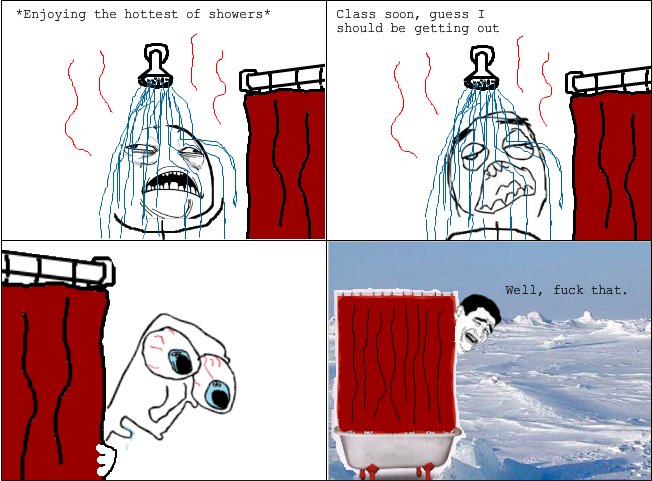 *Enjoying the hottest of showers*
Class soon, guess I
should be getting out
Well, fuck that.